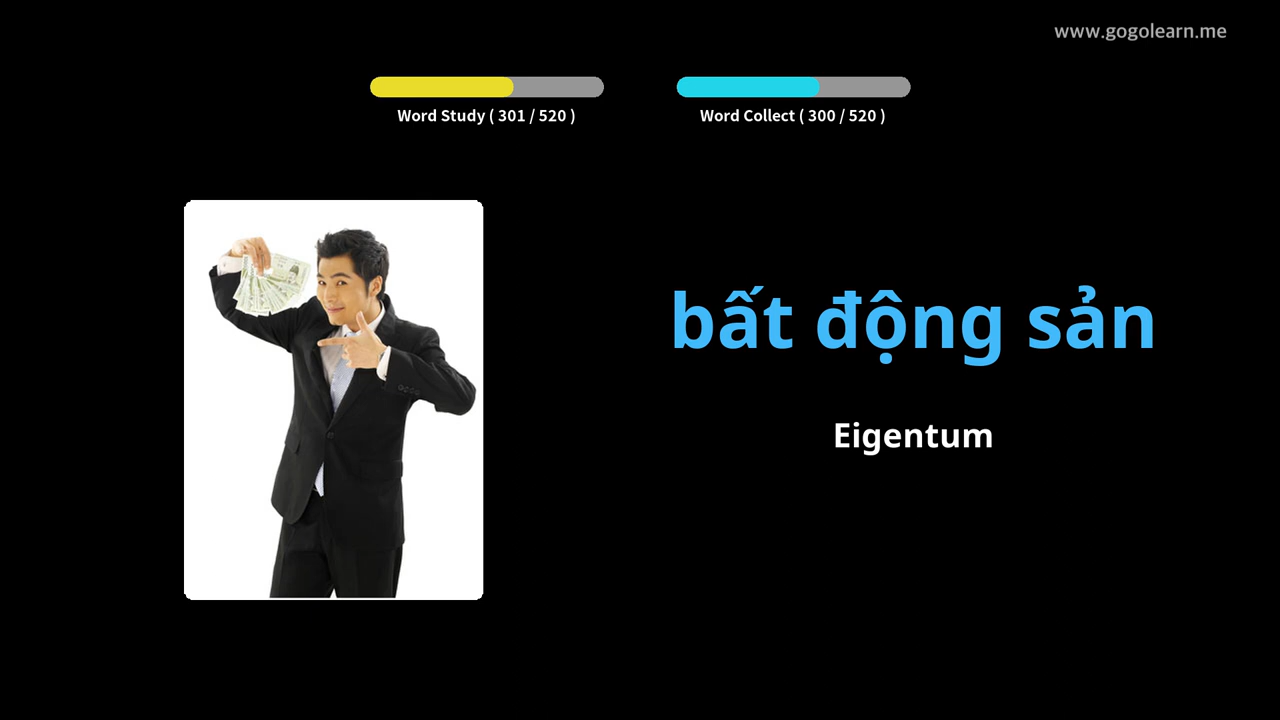 www.gogolearn.me
Word Study ( 301 / 520 )
Word Collect ( 300 / 520 )
bất động sản
Eigentum